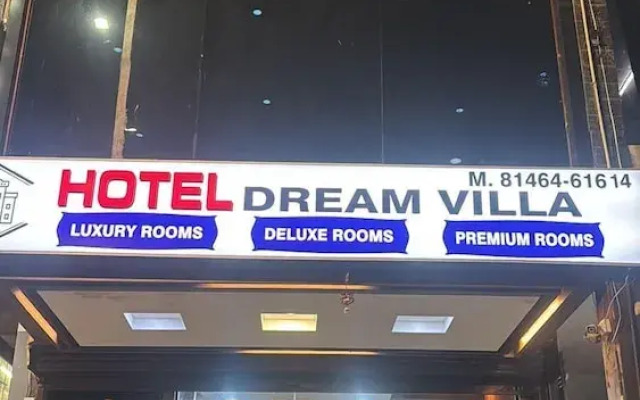 M. 81464-61614
HOTEL DREAM VILLA
LUXURY ROOMS
DELUXE ROOMS
PREMIUM ROOMS